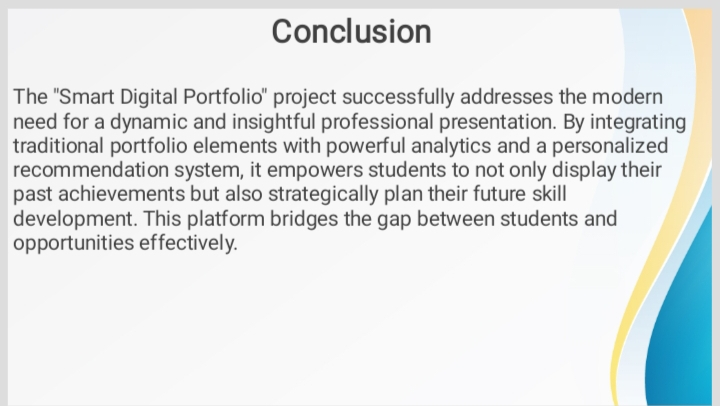 Conclusion
The "Smart Digital Portfolio" project successfully addresses the modern
need for a dynamic and insightful professional presentation. By integrating
traditional portfolio elements with powerful analytics and a personalized
recommendation system, it empowers students to not only display their
past achievements but also strategically plan their future skill
development. This platform bridges the gap between students and
opportunities effectively.